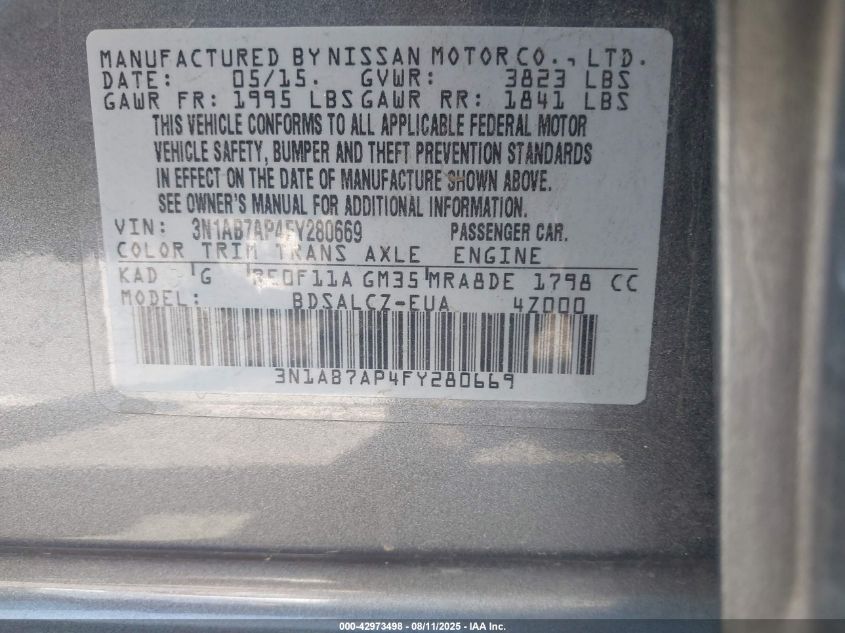 MANUFACTURED BY NISSAN MOTOR CO., LTD.
DATE: 05/15. GVWR: 3823 LBS
GAWR FR: 1995 LBS GAWR RR: 1841 LBS
THIS VEHICLE CONFORMS TO ALL APPLICABLE FEDERAL MOTOR
VEHICLE SAFETY, BUMPER AND THEFT PREVENTION STANDARDS
IN EFFECT ON THE DATE OF MANUFACTURE SHOWN ABOVE.
SEE OWNER'S MANUAL FOR ADDITIONAL INFORMATION.
VIN: 3N1AB7AP4FY280669 PASSENGER CAR.
COLOR TRIM TRANS AXLE ENGINE
KAD G RE0F11A GM35 MRA8DE 1798 CC
MODEL: BDSALCZ-EUA 4Z000
3N1AB7AP4FY280669
000-42973498 - 08/11/2025 - IAA Inc.